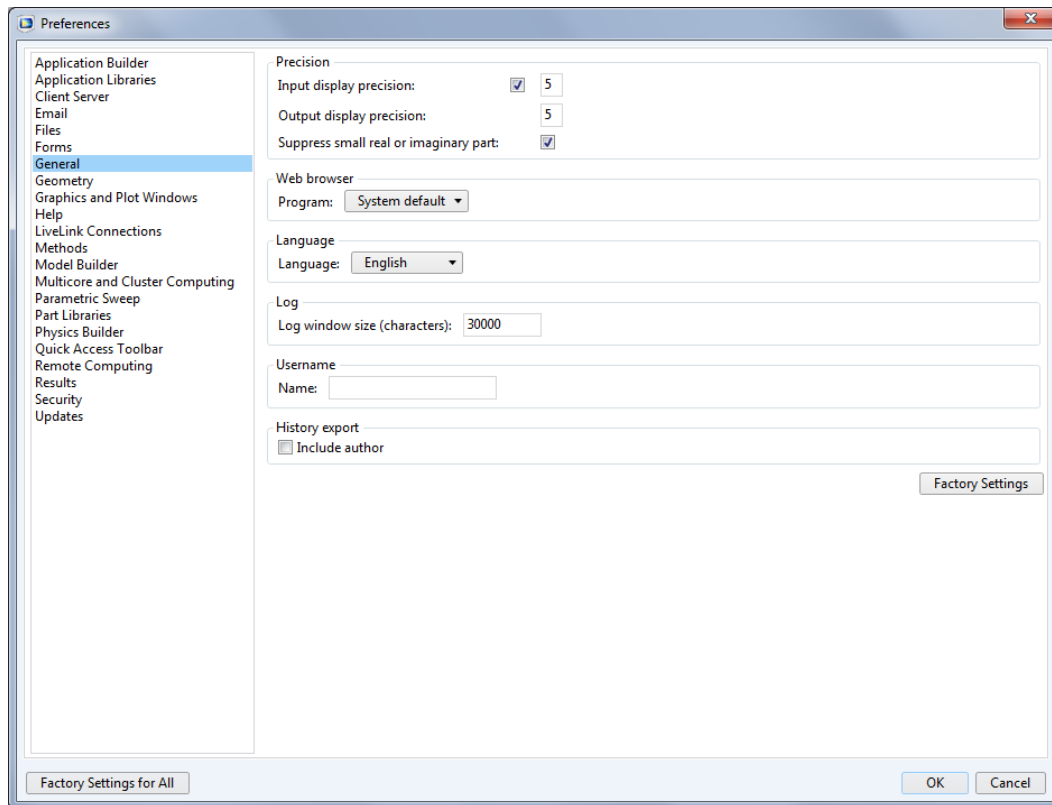 Preferences
Application Builder
Application Libraries
Client Server
Email
Files
Forms
General
Geometry
Graphics and Plot Windows
Help
LiveLink Connections
Methods
Model Builder
Multicore and Cluster Computing
Parametric Sweep
Part Libraries
Physics Builder
Quick Access Toolbar
Remote Computing
Results
Security
Updates
Precision
Input display precision: 5
Output display precision: 5
Suppress small real or imaginary part:
Web browser
Program: System default
Language
Language: English
Log
Log window size (characters): 30000
Username
Name:
History export
Include author
Factory Settings
Factory Settings for All OK Cancel